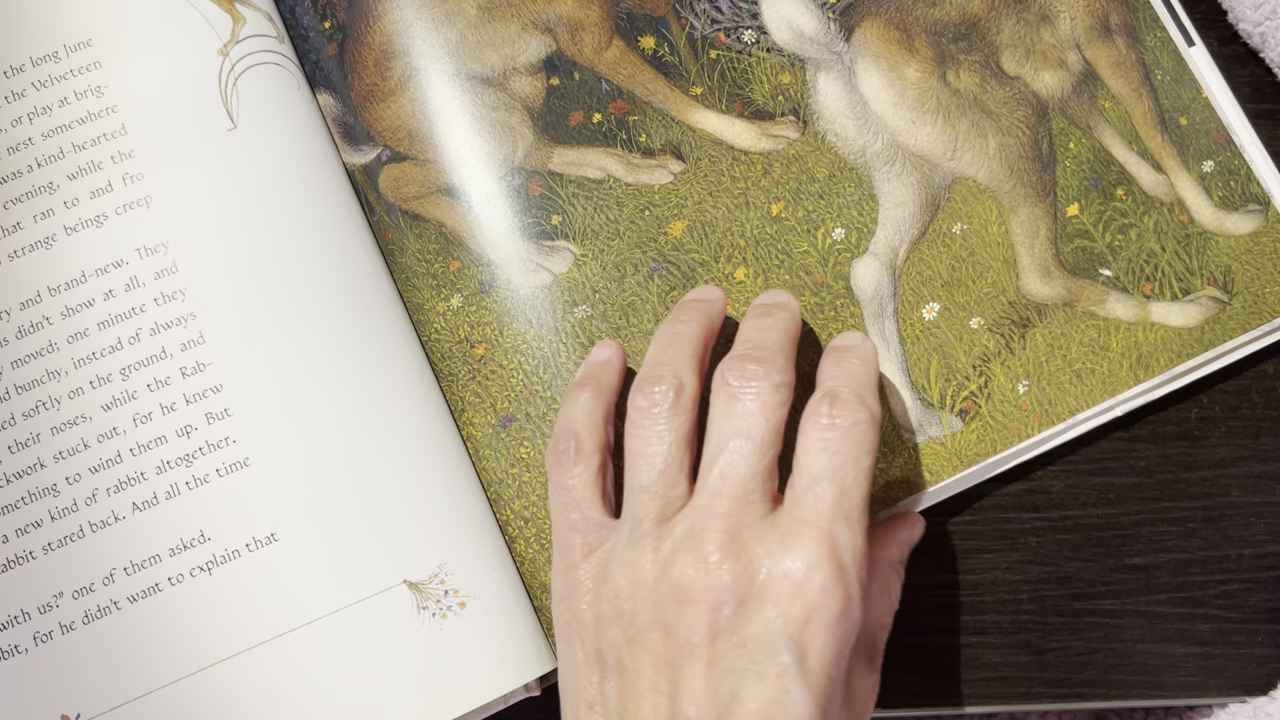 the long June
the Velveteen
, or play at brig-
nest somewhere
was a kind-hearted
evening, while the
hat ran to and fro
strange beings creep
ry and brand-new. They
s didn't show at all, and
y moved; one minute they
d bunchy, instead of always
ed softly on the ground, and
their noses, while the Rab-
ckwork stuck out, for he knew
mething to wind them up. But
a new kind of rabbit altogether.
abbit stared back. And all the time
with us?" one of them asked.
bit, for he didn't want to explain that